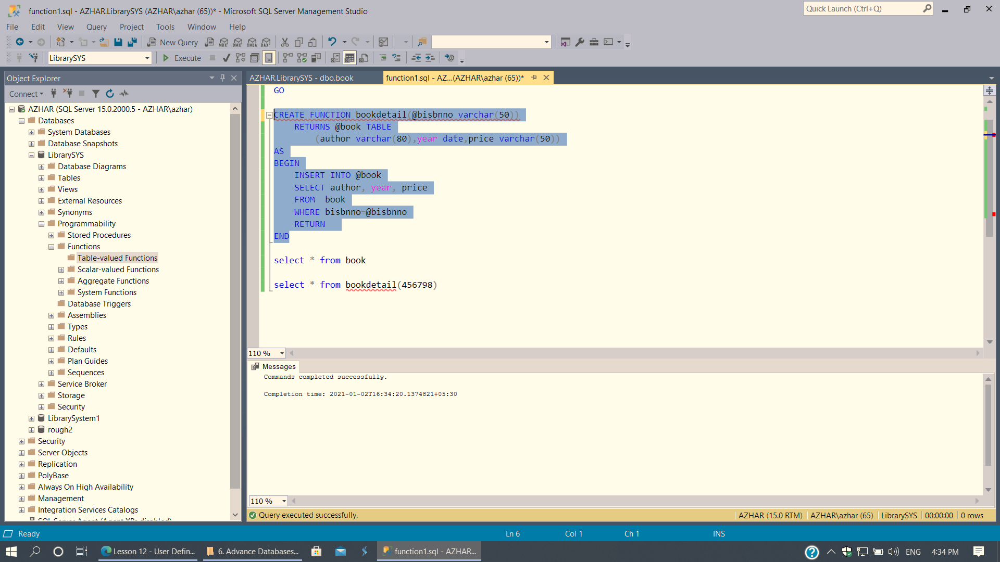 function1.sql - AZHAR.LibrarySYS (AZHAR\azhar (65))* - Microsoft SQL Server Management Studio
Quick Launch (Ctrl+Q)
File Edit View Query Project Tools Window Help
New Query
MDX DMX XMLA DAX
LibrarySYS
Execute
Object Explorer
Connect
AZHAR (SQL Server 15.0.2000.5 - AZHAR\azhar)
Databases
System Databases
Database Snapshots
LibrarySYS
Database Diagrams
Tables
Views
External Resources
Synonyms
Programmability
Stored Procedures
Functions
Table-valued Functions
Scalar-valued Functions
Aggregate Functions
System Functions
Database Triggers
Assemblies
Types
Rules
Defaults
Plan Guides
Sequences
Service Broker
Storage
Security
LibrarySystem1
rough2
Security
Server Objects
Replication
PolyBase
Always On High Availability
Management
Integration Services Catalogs
SQL Server Agent (Agent XPs disabled)
AZHAR.LibrarySYS - dbo.book
function1.sql - AZ...(AZHAR\azhar (65))*
GO
CREATE FUNCTION bookdetail(@bisbnno varchar(50))
RETURNS @book TABLE
(author varchar(80),year date,price varchar(50))
AS
BEGIN
INSERT INTO @book
SELECT author, year, price
FROM  book
WHERE bisbnno=@bisbnno
RETURN
END
select * from book
select * from bookdetail(456798)
110 %
Messages
Commands completed successfully.
Completion time: 2021-01-02T16:34:20.1374821+05:30
110 %
Query executed successfully.
AZHAR (15.0 RTM) AZHAR\azhar (65) LibrarySYS 00:00:00 0 rows
Ready
Ln 6 Col 1 Ch 1 INS
Lesson 12 - User Defin...
6. Advance Databases...
function1.sql - AZHAR...
ENG
4:34 PM